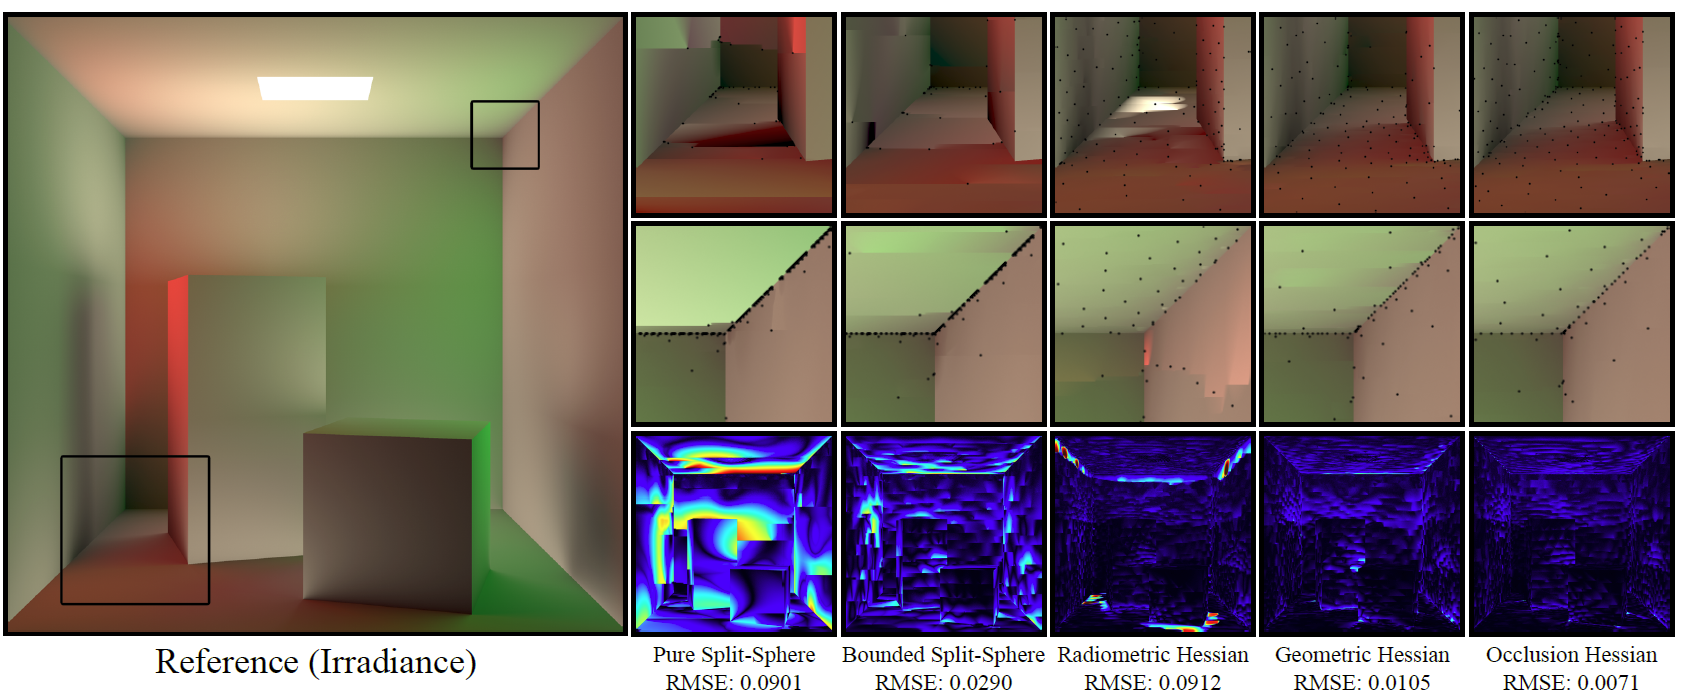 Reference (Irradiance)
Pure Split-Sphere
RMSE: 0.0901
Bounded Split-Sphere
RMSE: 0.0290
Radiometric Hessian
RMSE: 0.0912
Geometric Hessian
RMSE: 0.0105
Occlusion Hessian
RMSE: 0.0071